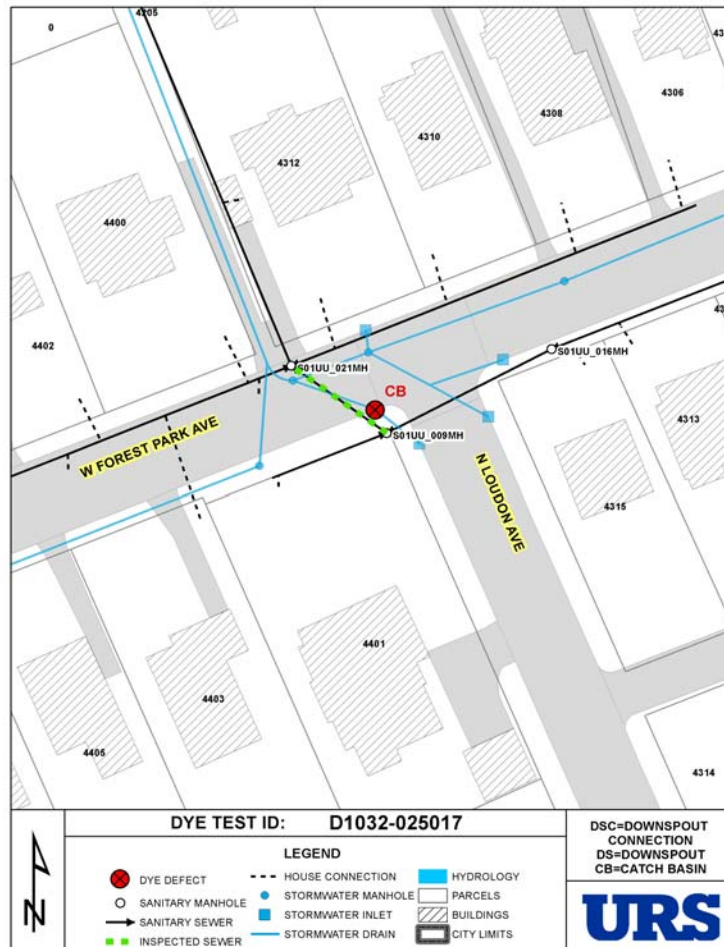 4205
0
43
4306
4308
4310
4312
4400
4402
S01UU_021MH
S01UU_016MH
CB
43
S01UU_009MH
W FOREST PARK AVE
N LOUDON AVE
4313
4315
4401
4403
4405
4314
DYE TEST ID: D1032-025017
LEGEND
DYE DEFECT
SANITARY MANHOLE
SANITARY SEWER
INSPECTED SEWER
HOUSE CONNECTION
STORMWATER MANHOLE
STORMWATER INLET
STORMWATER DRAIN
HYDROLOGY
PARCELS
BUILDINGS
CITY LIMITS
DSC=DOWNSPOUT
CONNECTION
DS=DOWNSPOUT
CB=CATCH BASIN
URS
N